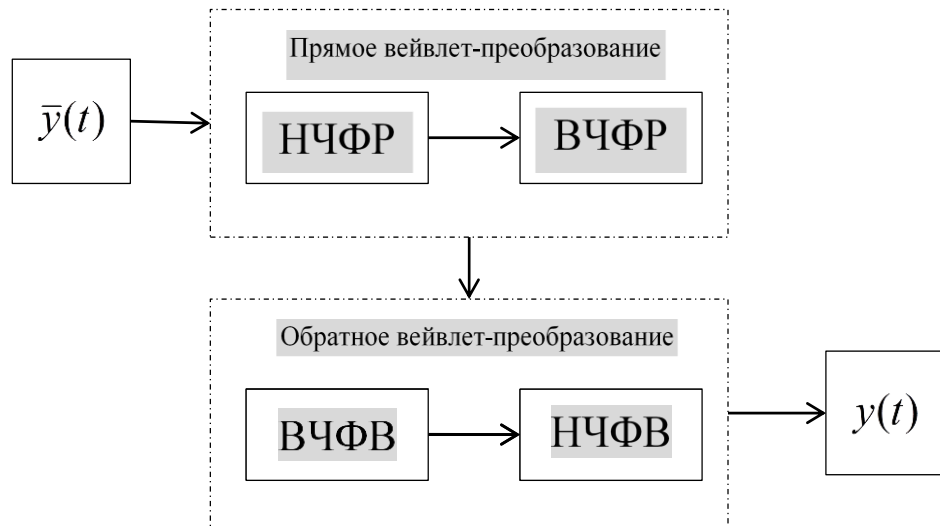 Прямое вейвлет-преобразование
ȳ(t)
НЧФР
ВЧФР
Обратное вейвлет-преобразование
ВЧФВ
НЧФВ
y(t)